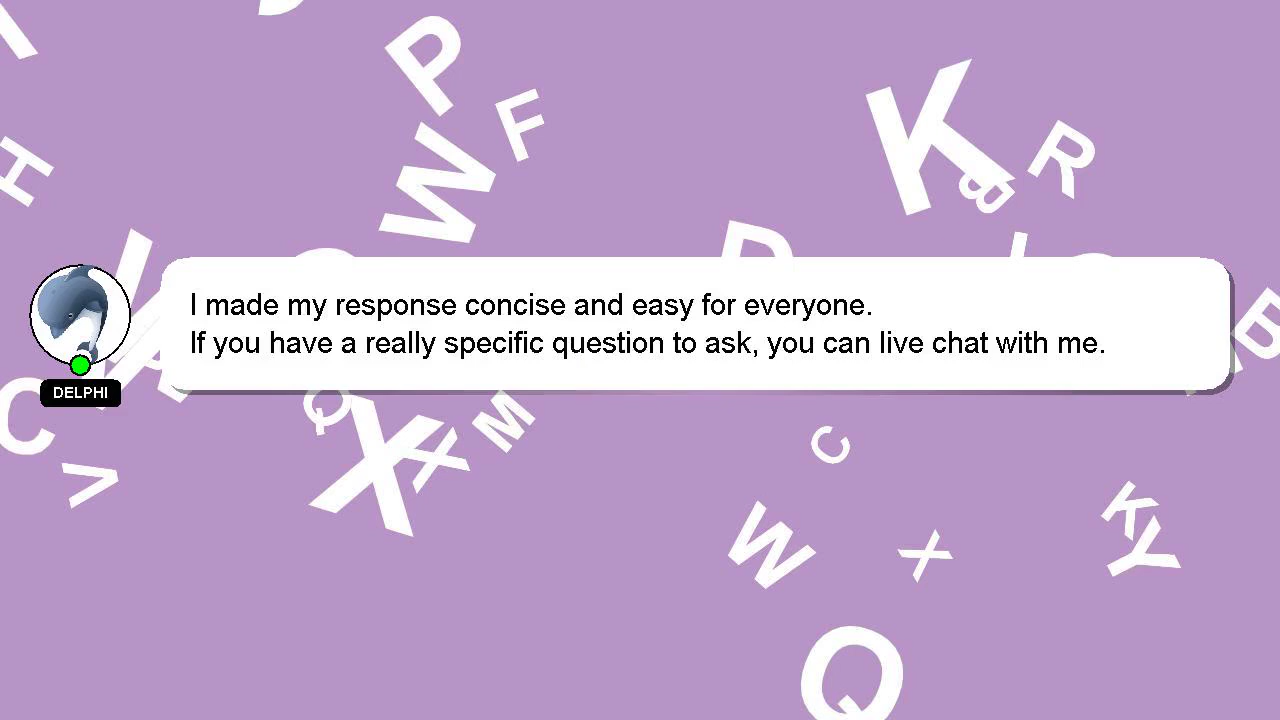 I made my response concise and easy for everyone.
If you have a really specific question to ask, you can live chat with me.
DELPHI
P
F
W
K
R
B
H
D
B
C
V
Q
X
X
M
C
W
X
K
Y
Q